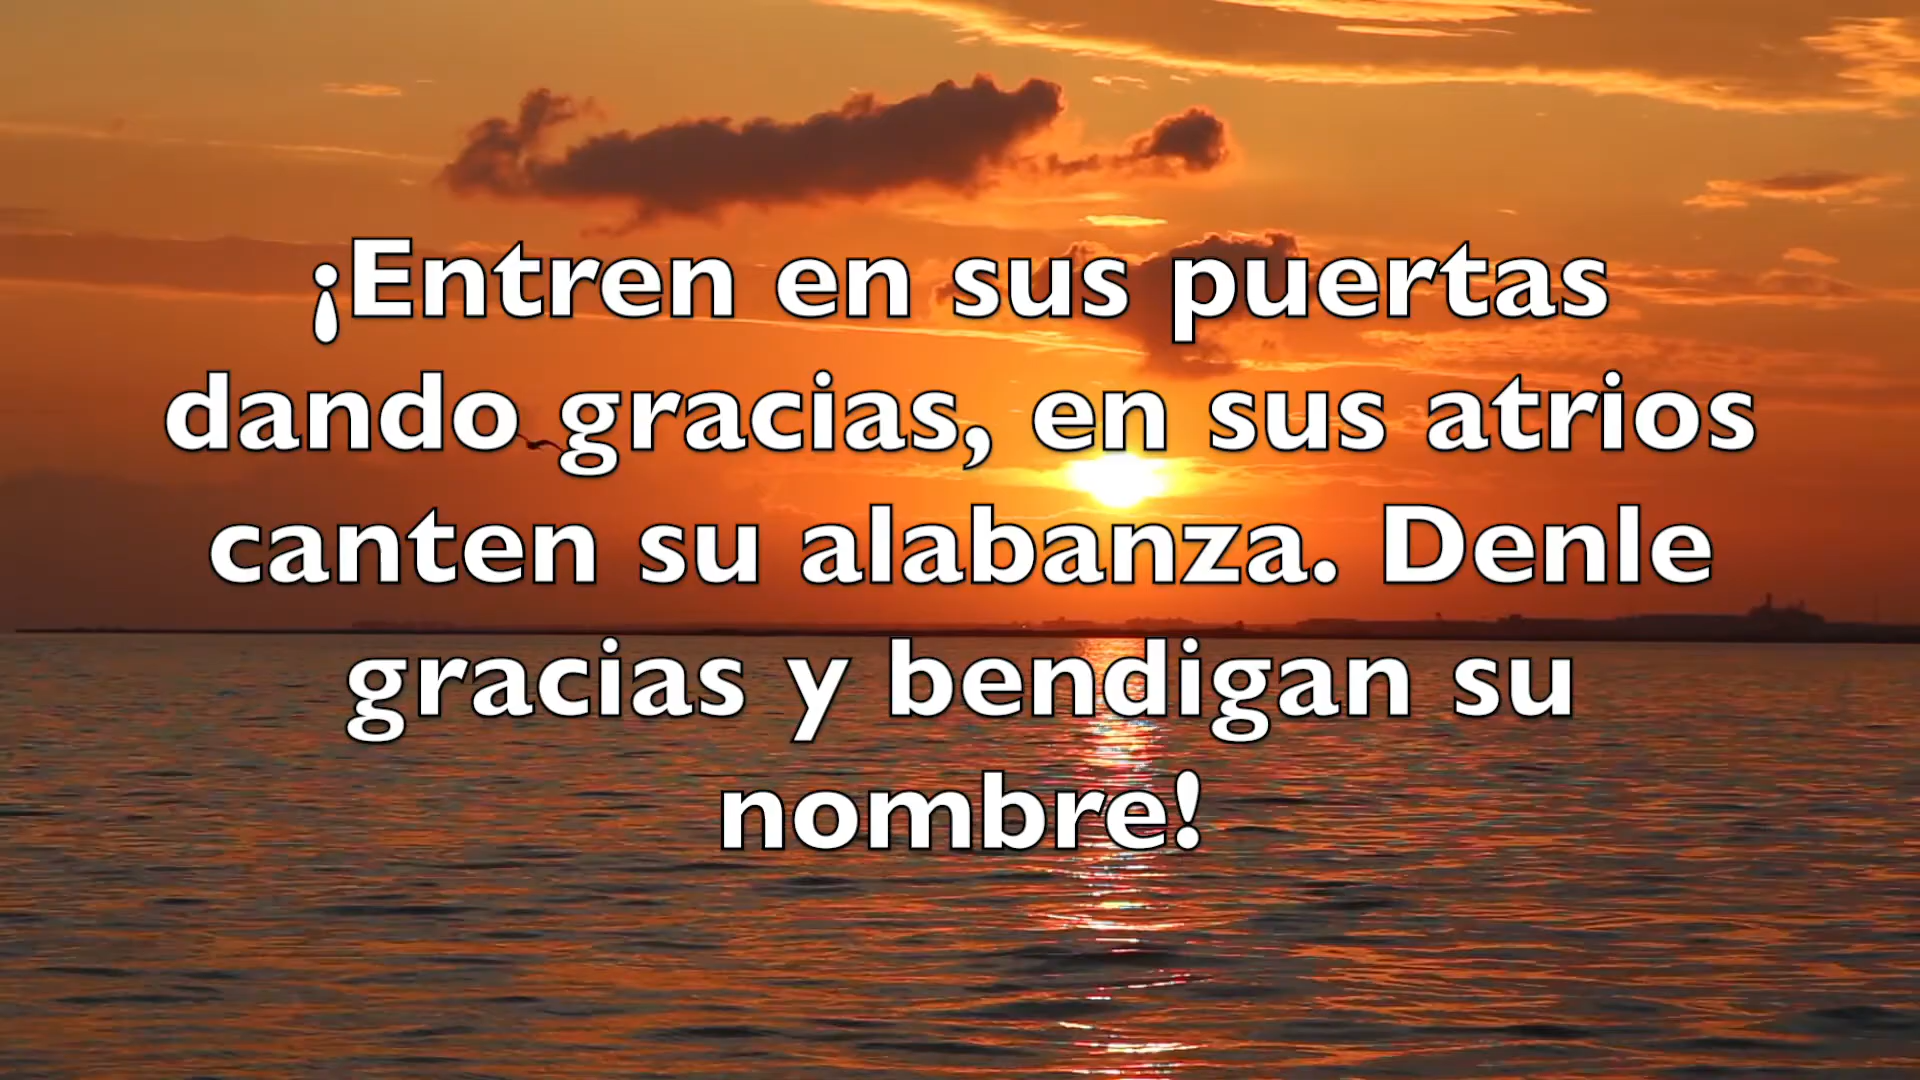 ¡Entren en sus puertas
dando gracias, en sus atrios
canten su alabanza. Denle
gracias y bendigan su
nombre!